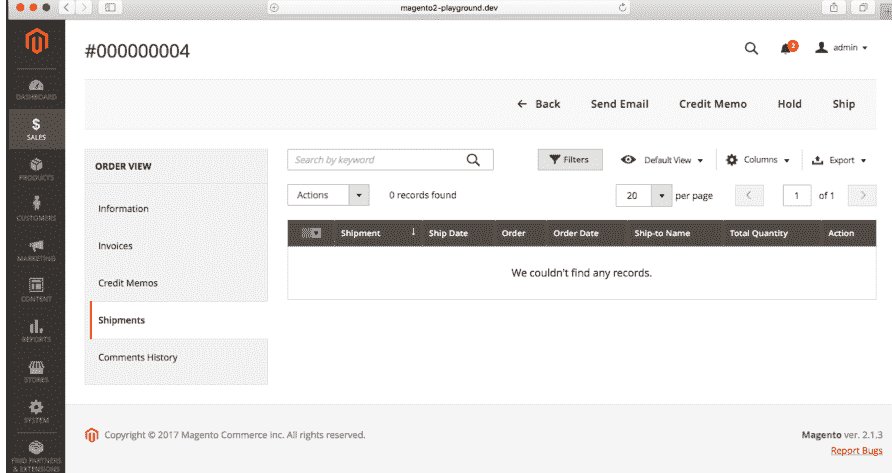 magento2-playground.dev
#000000004
2
admin
Back Send Email Credit Memo Hold Ship
DASHBOARD
SALES
PRODUCTS
CUSTOMERS
MARKETING
CONTENT
REPORTS
STORES
SYSTEM
FIND PARTNERS
& EXTENSIONS
ORDER VIEW
Information
Invoices
Credit Memos
Shipments
Comments History
Search by keyword
Filters Default View Columns Export
Actions 0 records found 20 per page 1 of 1
Shipment Ship Date Order Order Date Ship-to Name Total Quantity Action
We couldn't find any records.
Copyright © 2017 Magento Commerce Inc. All rights reserved.
Magento ver. 2.1.3
Report Bugs